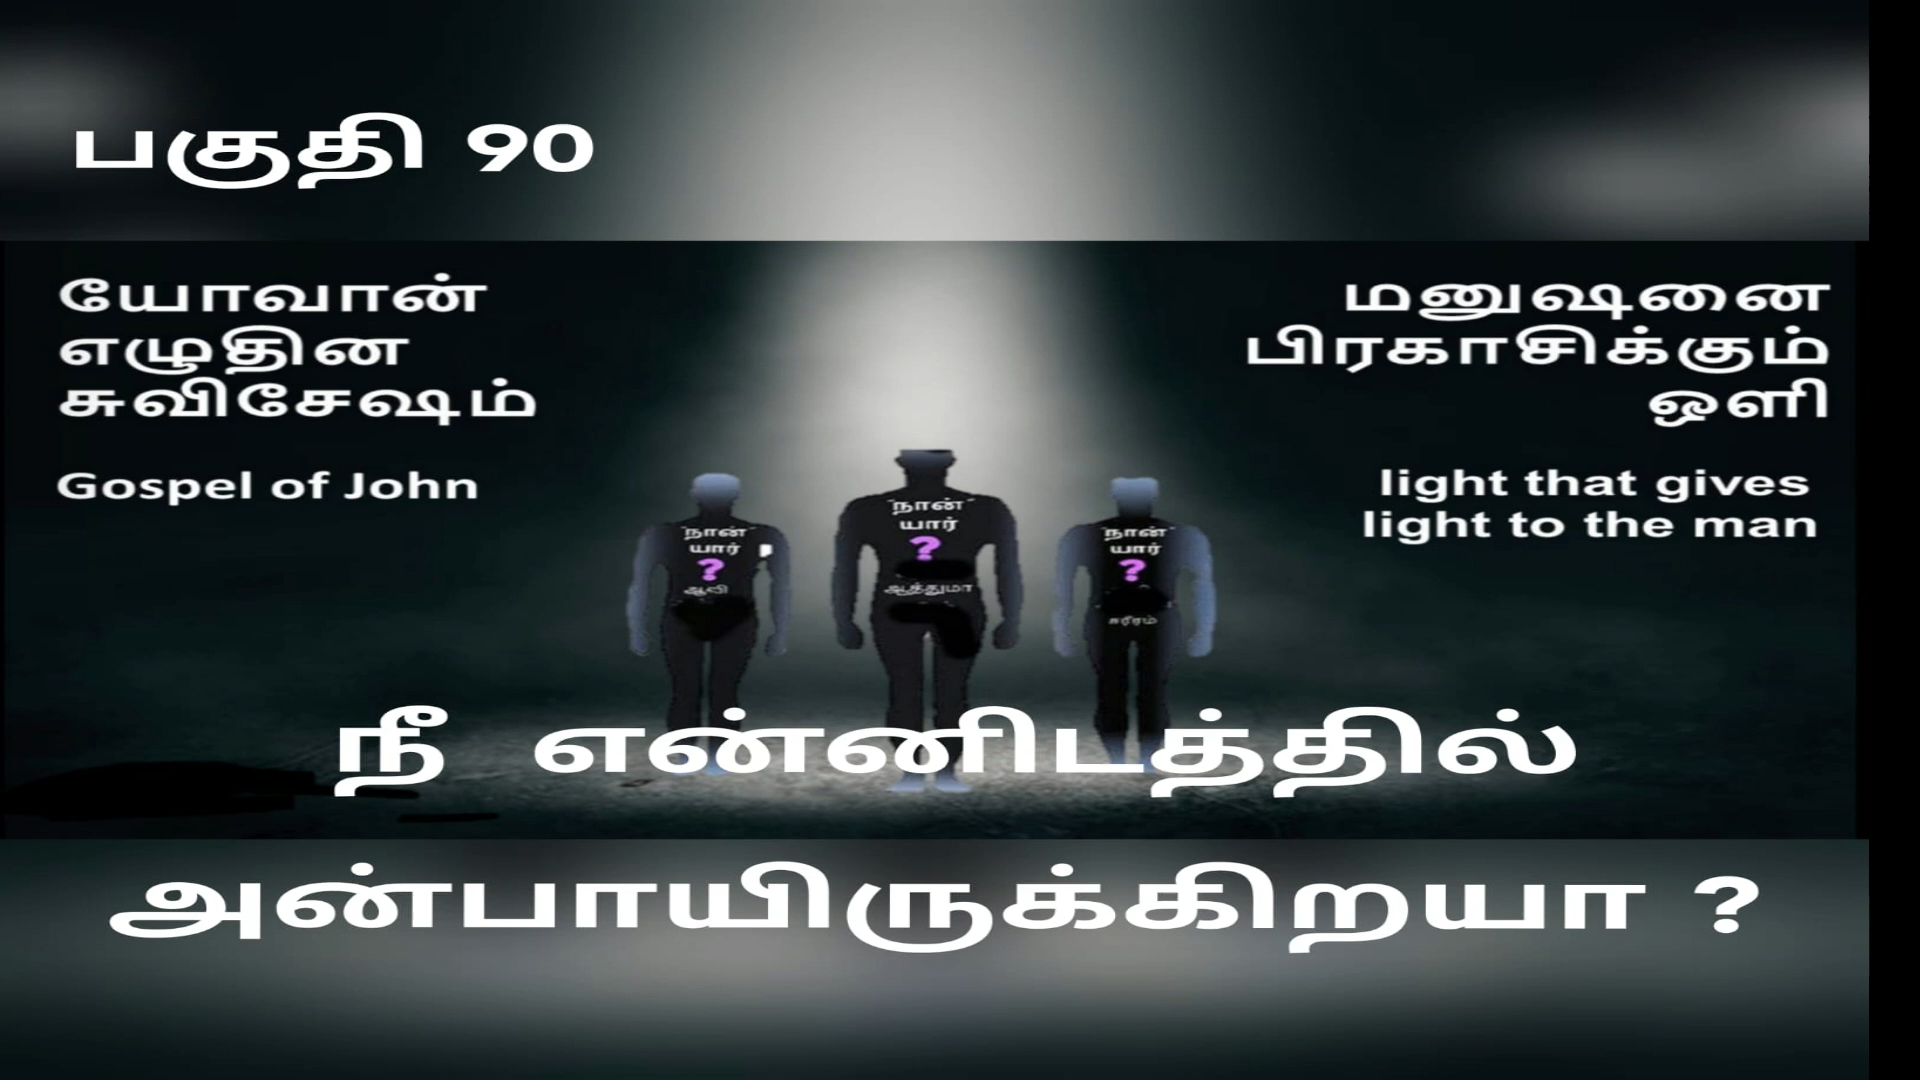 பகுதி 90
யோவான்
எழுதின
சுவிசேஷம்
Gospel of John
மனுஷனை
பிரகாசிக்கும்
ஒளி
light that gives
light to the man
நான்
யார்
?
ஆவி
நான்
யார்
?
ஆத்துமா
நான்
யார்
?
சரீரம்
நீ என்னிடத்தில்
அன்பாயிருக்கிறயா ?